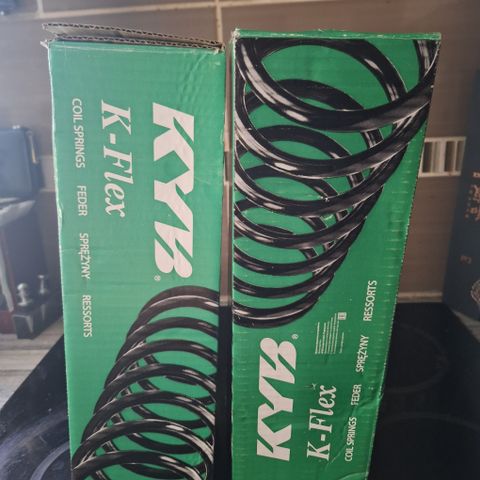 KYB®
K-Flex
COIL SPRINGS FEDER SPRĘŻYNY RESSORTS
KYB®
K-Flex
COIL SPRINGS FEDER SPRĘŻYNY RESSORTS